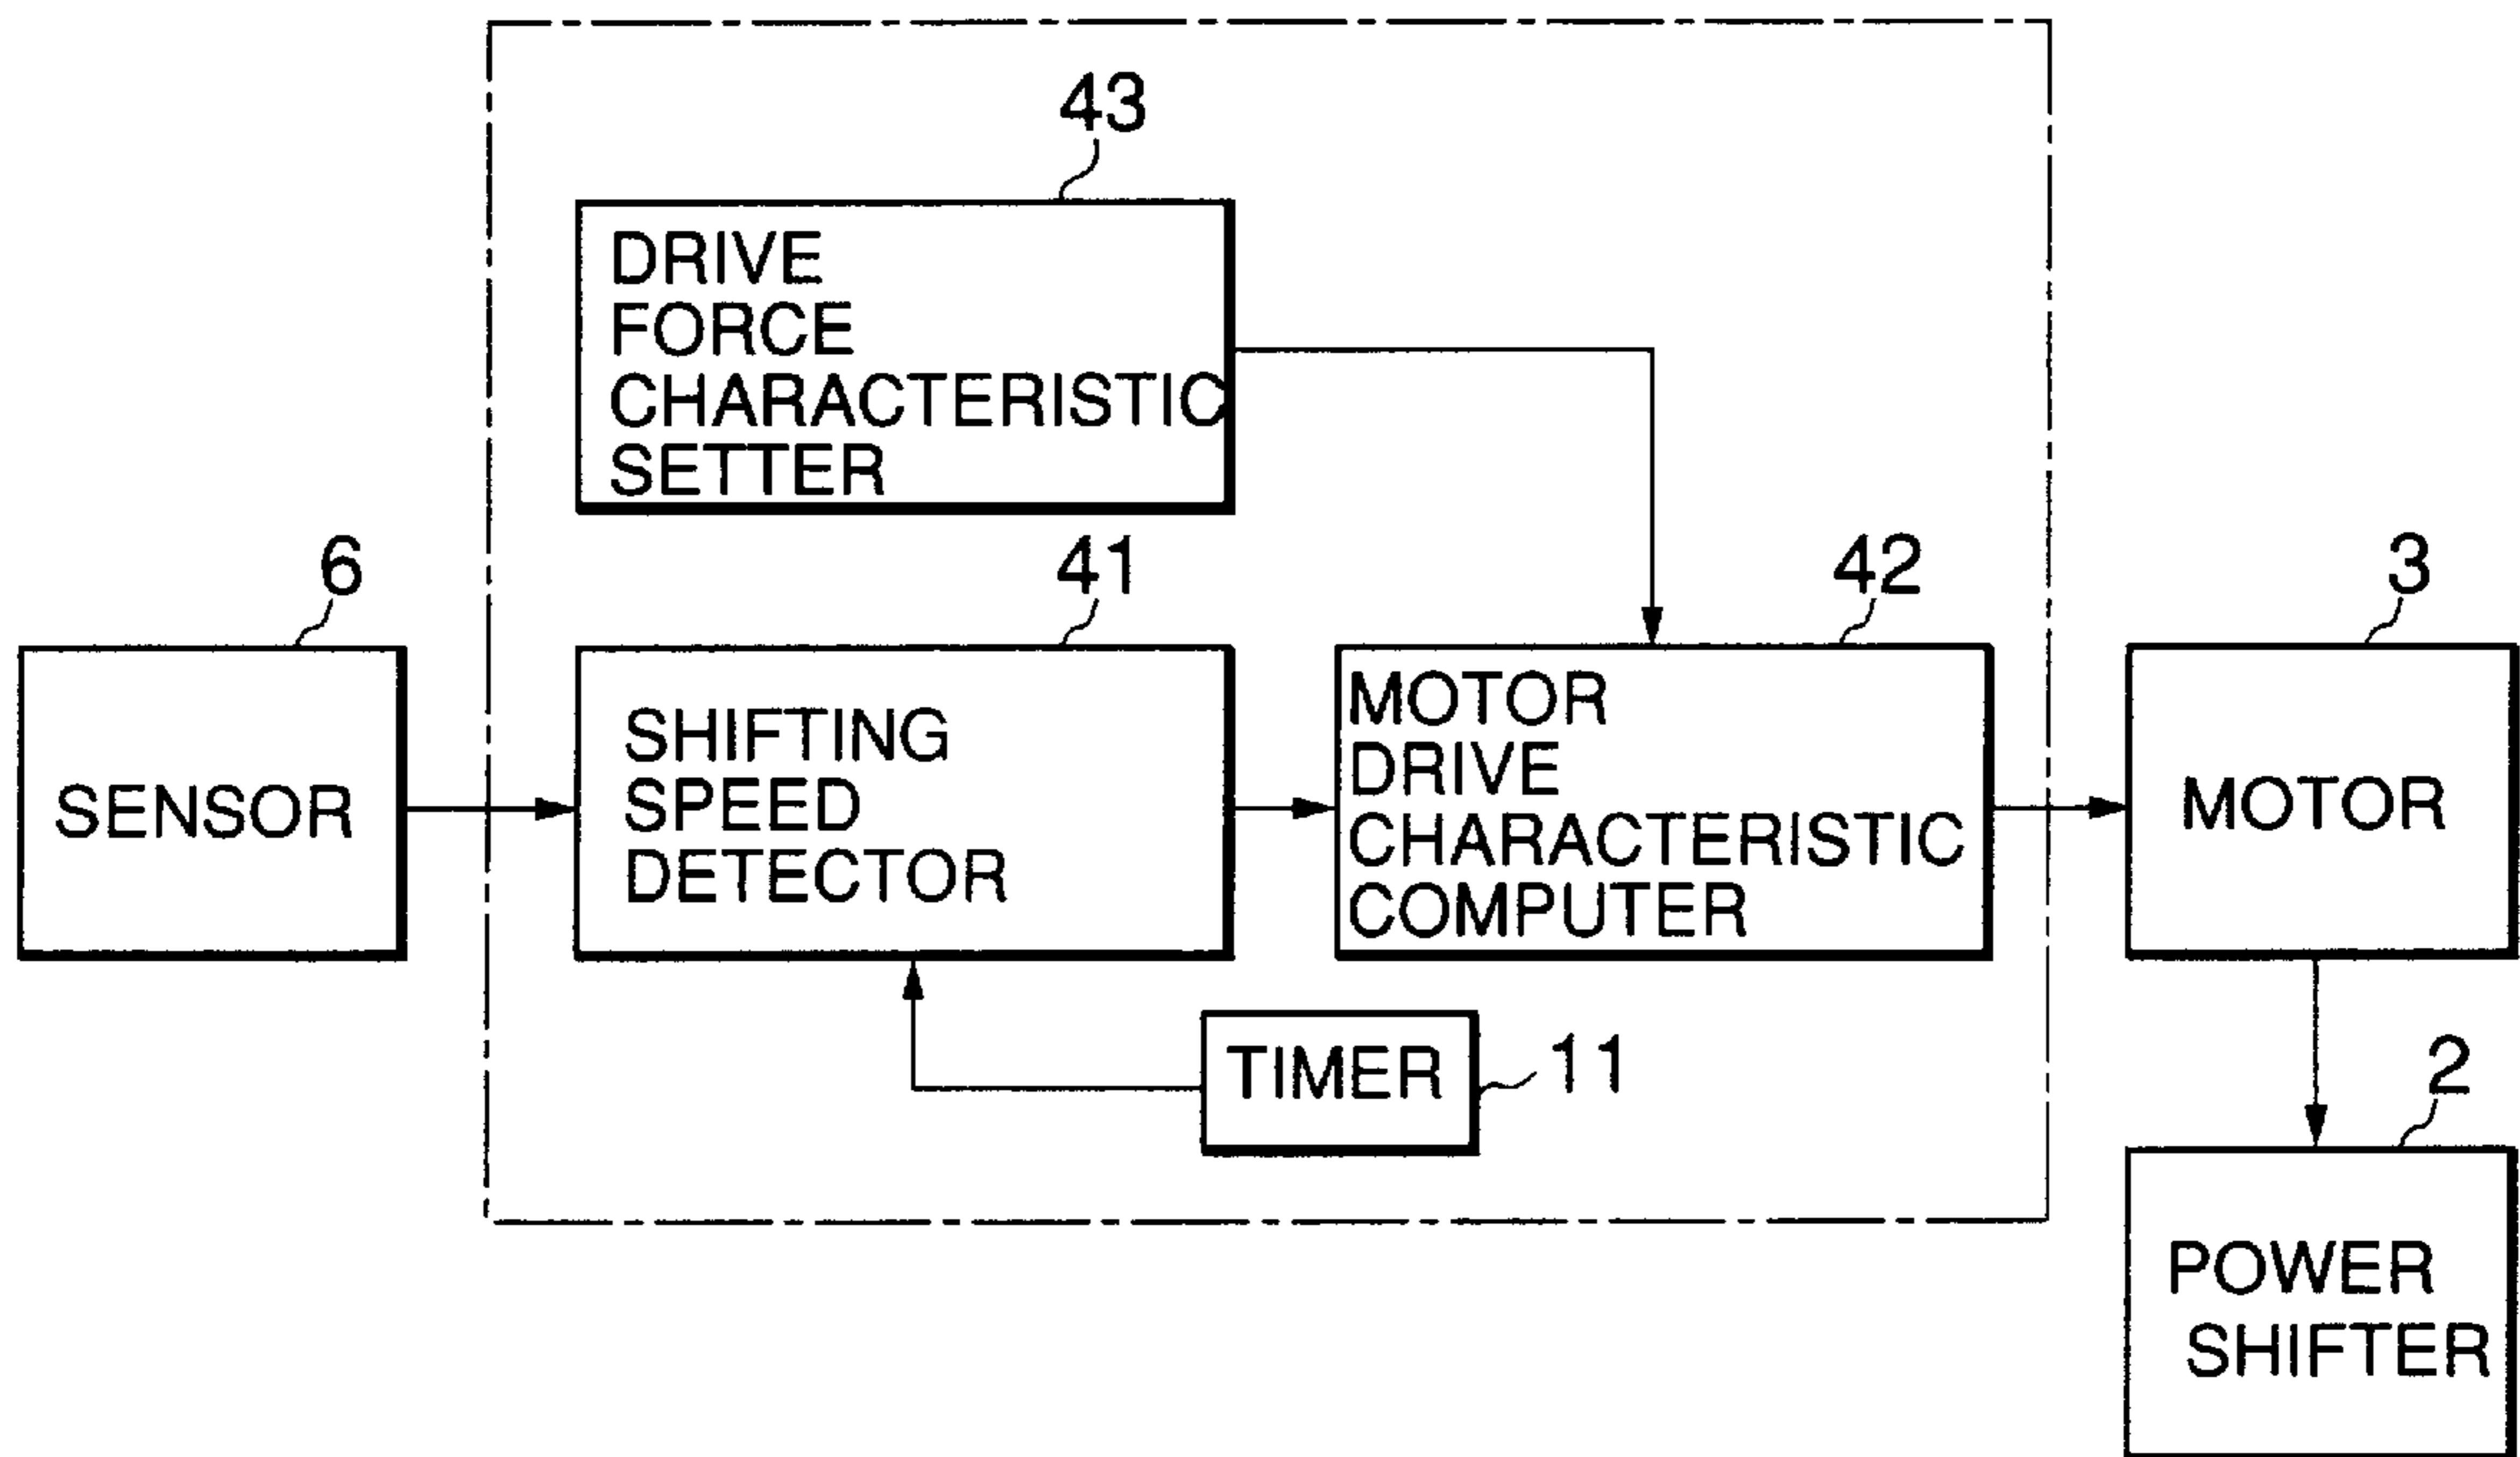 43
DRIVE
FORCE
CHARACTERISTIC
SETTER
6
41
42
3
SENSOR
SHIFTING
SPEED
DETECTOR
MOTOR
DRIVE
CHARACTERISTIC
COMPUTER
MOTOR
TIMER
11
2
POWER
SHIFTER